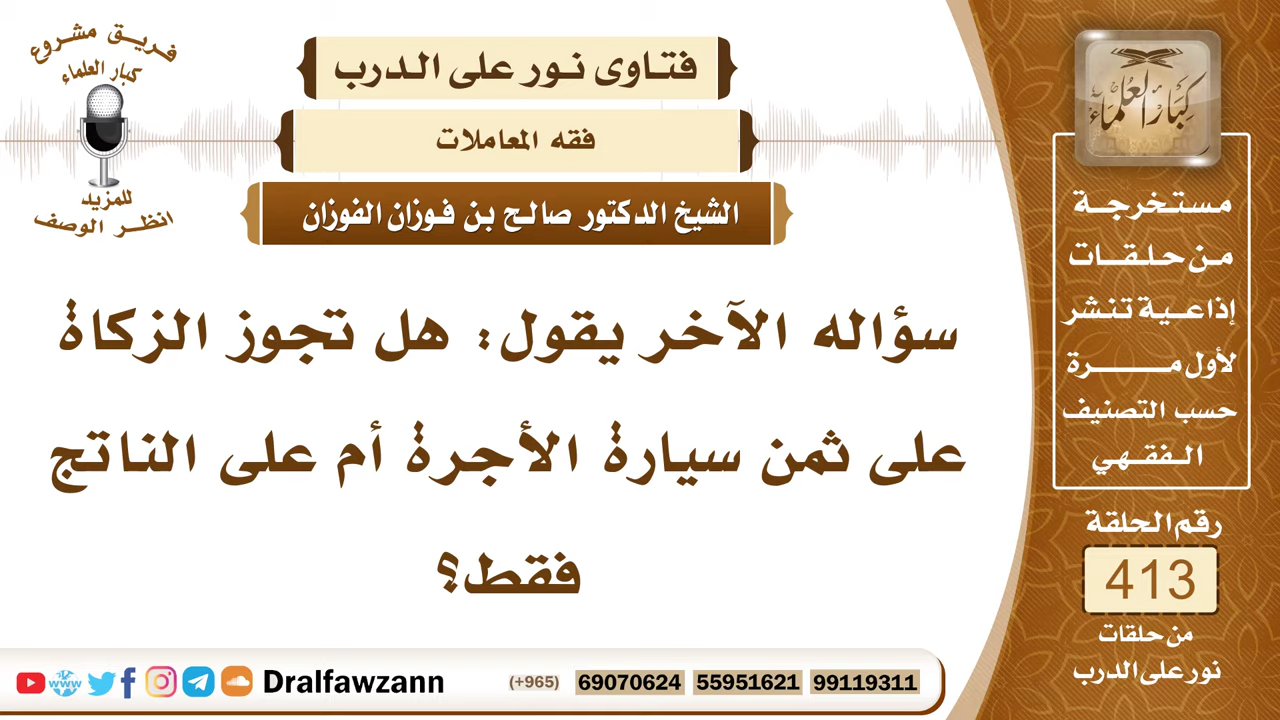 فريق مشروع
كبار العلماء
للمزيد
انظر الوصف
فتاوى نور على الدرب
فقه المعاملات
الشيخ الدكتور صالح بن فوزان الفوزان
سؤاله الآخر يقول: هل تجوز الزكاة
على ثمن سيارة الأجرة أم على الناتج
فقط؟
كبار العلماء
مستخرجة
من حلقات
إذاعية تنشر
لأول مرة
حسب التصنيف
الفقهي
رقم الحلقة
413
من حلقات
نور على الدرب
www Dralfawzann (+965) 69070624 55951621 99119311